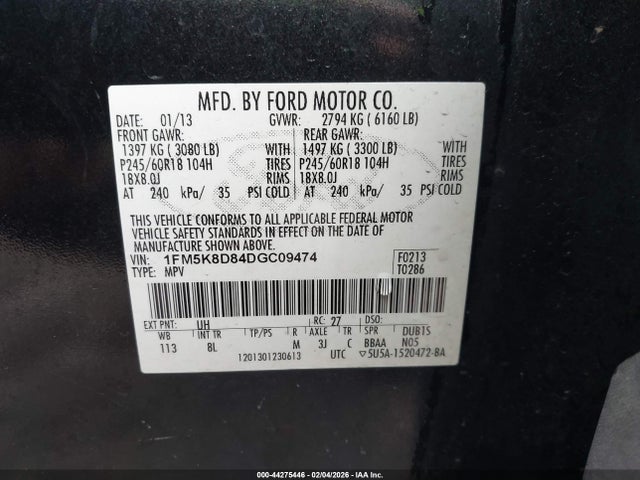 MFD. BY FORD MOTOR CO.
DATE: 01/13 GVWR: 2794 KG ( 6160 LB)
FRONT GAWR: REAR GAWR:
1397 KG ( 3080 LB) 1497 KG ( 3300 LB)
P245/60R18 104H TIRES P245/60R18 104H TIRES
18X8.0J RIMS 18X8.0J RIMS
AT 240 kPa/ 35 PSI COLD AT 240 kPa/ 35 PSI COLD
THIS VEHICLE CONFORMS TO ALL APPLICABLE FEDERAL MOTOR
VEHICLE SAFETY STANDARDS IN EFFECT ON THE DATE OF
MANUFACTURE SHOWN ABOVE.
VIN: 1FM5K8D84DGC09474 F0213
TYPE: MPV T0286
EXT PNT: UH RC: 27 DSO:
WB INT TR TP/PS R AXLE TR SPR DUB1S
113 8L M 3J C BBAA N05
1201301230613 UTC ▽5U5A-1520472-8A
000-44275446 - 02/04/2026 - IAA Inc.